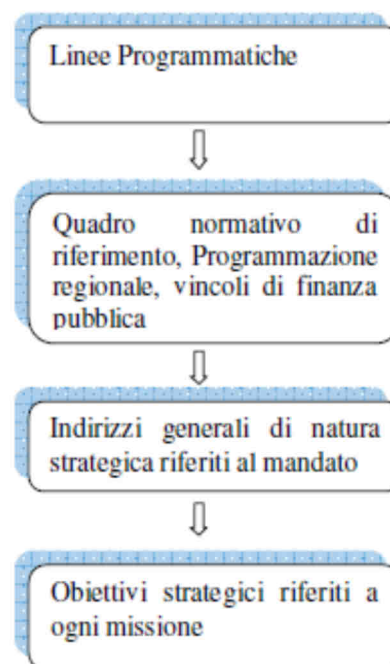 Linee Programmatiche
Quadro normativo di
riferimento, Programmazione
regionale, vincoli di finanza
pubblica
Indirizzi generali di natura
strategica riferiti al mandato
Obiettivi strategici riferiti a
ogni missione